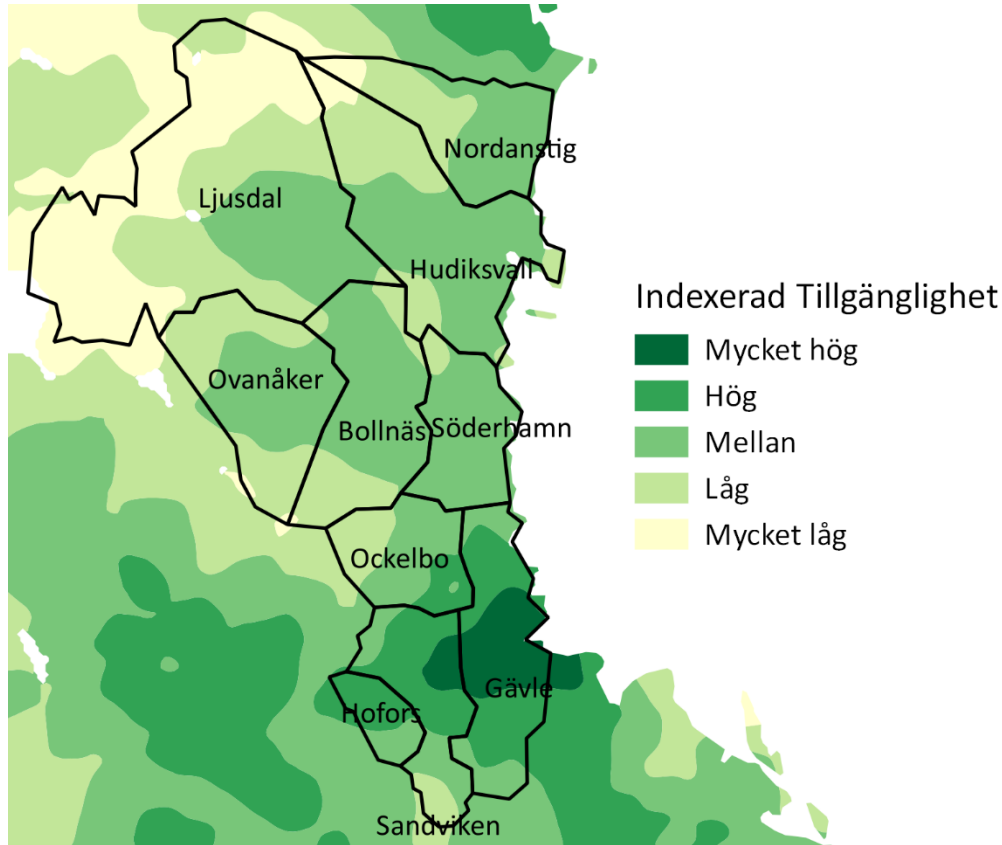 Nordanstig
Ljusdal
Hudiksvall
Indexerad Tillgänglighet
Mycket hög
Ovanåker
Hög
Bollnäs
Söderhamn
Mellan
Låg
Mycket låg
Ockelbo
Gävle
Hofors
Sandviken